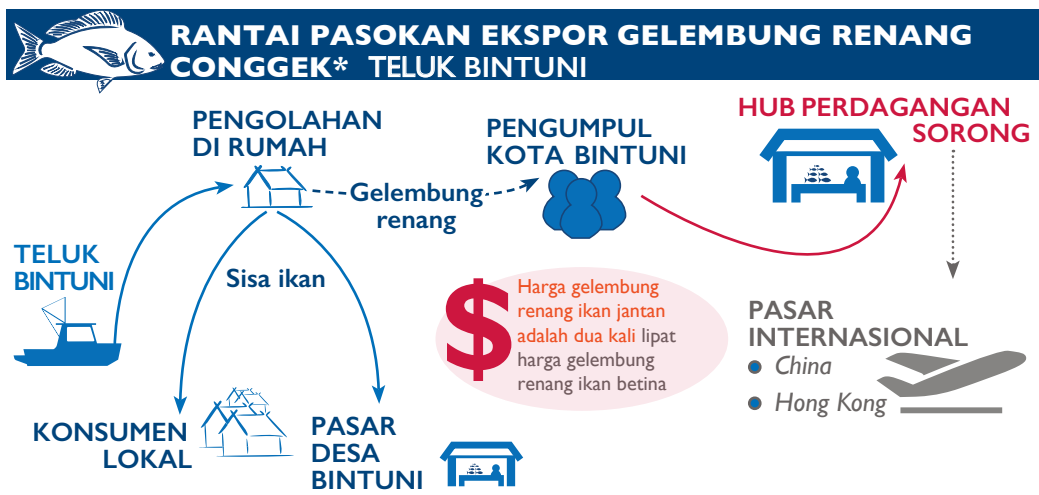 RANTAI PASOKAN EKSPOR GELEMBUNG RENANG
CONGGEK* TELUK BINTUNI
PENGOLAHAN
DI RUMAH
PENGUMPUL
KOTA BINTUNI
HUB PERDAGANGAN
SORONG
Gelembung
renang
TELUK
BINTUNI
Sisa ikan
$
Harga gelembung
renang ikan jantan
adalah dua kali lipat
harga gelembung
renang ikan betina
PASAR
INTERNASIONAL
• China
• Hong Kong
KONSUMEN
LOKAL
PASAR
DESA
BINTUNI